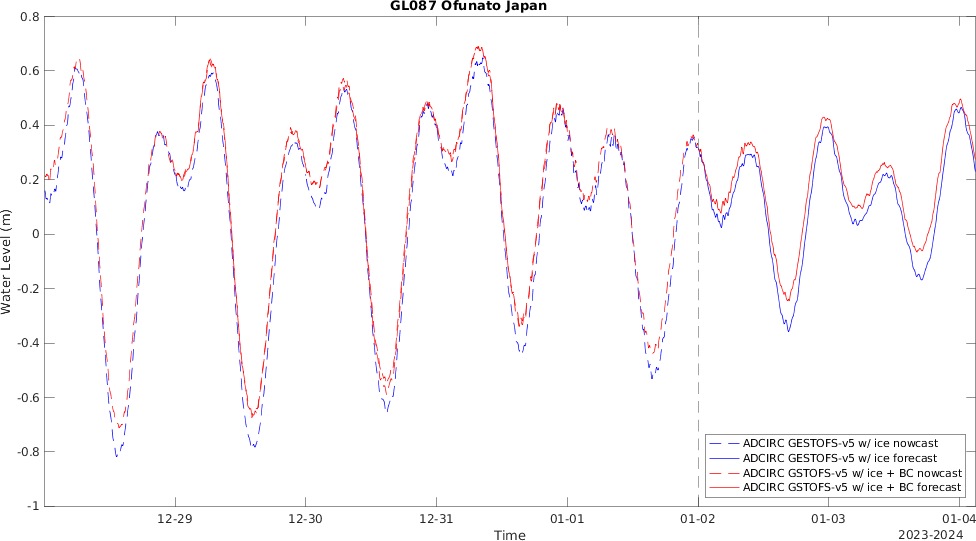 GL087 Ofunato Japan
0.8
0.6
0.4
0.2
0
-0.2
-0.4
-0.6
-0.8
-1
Water Level (m)
ADCIRC GESTOFS-v5 w/ ice nowcast
ADCIRC GESTOFS-v5 w/ ice forecast
ADCIRC GSTOFS-v5 w/ ice + BC nowcast
ADCIRC GSTOFS-v5 w/ ice + BC forecast
12-29 12-30 12-31 01-01 01-02 01-03 01-04
Time
2023-2024